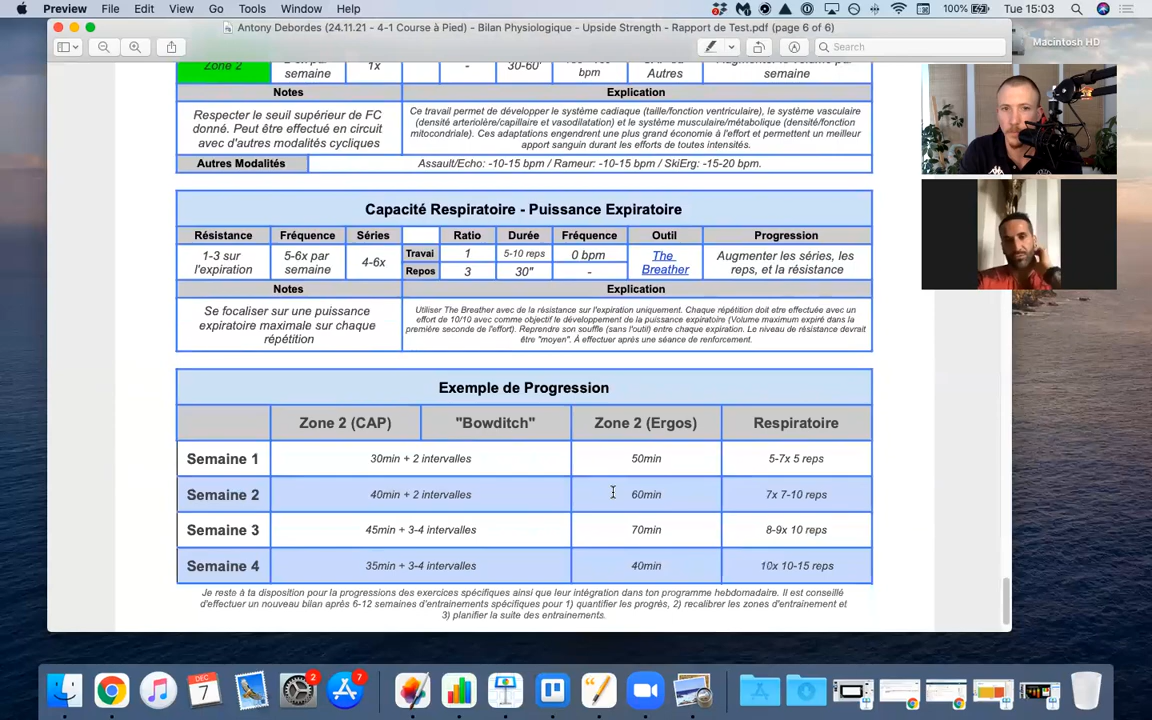 Preview File Edit View Go Tools Window Help 100% Tue 15:03
Antony Debordes (24.11.21 - 4-1 Course à Pied) - Bilan Physiologique - Upside Strength - Rapport de Test.pdf (page 6 of 6)
Search
Macintosh HD
Zone 2
semaine
1x
-
30-60'
bpm
Autres
semaine
Notes Explication
Respecter le seuil supérieur de FC
donné. Peut être effectué en circuit
avec d'autres modalités cycliques
Ce travail permet de développer le système cadiaque (taille/fonction ventriculaire), le système vasculaire
(densité artériolère/capillaire et vasodilatation) et le système musculaire/métabolique (densité/fonction
mitocondriale). Ces adaptations engendrent une plus grand économie à l'effort et permettent un meilleur
apport sanguin durant les efforts de toutes intensités.
Autres Modalités Assault/Echo: -10-15 bpm / Rameur: -10-15 bpm / SkiErg: -15-20 bpm.
Capacité Respiratoire - Puissance Expiratoire
Résistance Fréquence Séries Ratio Durée Fréquence Outil Progression
1-3 sur
l'expiration
5-6x par
semaine
4-6x
Travai 1 5-10 reps 0 bpm
Repos 3 30" -
The
Breather
Augmenter les séries, les
reps, et la résistance
Notes Explication
Se focaliser sur une puissance
expiratoire maximale sur chaque
répétition
Utiliser The Brether avec de la résistance sur l'expiration uniquement. Chaque répétition doit etre effectuée avec un
effort de 10/10 avec comme objectif le développement de la puissance expiratoire (Volume maximum expiré dans la
première seconde de l'effort). Reprendre son souffle (sans l'outil) entre chaque expiration. Le niveau de résistance devrait
être "moyen". À effectuer après une séance de renforcement.
Exemple de Progression
Zone 2 (CAP) "Bowditch" Zone 2 (Ergos) Respiratoire
Semaine 1 30min + 2 intervalles 50min 5-7x 5 reps
Semaine 2 40min + 2 intervalles 60min 7x 7-10 reps
Semaine 3 45min + 3-4 intervalles 70min 8-9x 10 reps
Semaine 4 35min + 3-4 intervalles 40min 10x 10-15 reps
Je reste à ta disposition pour la progressions des exercices spécifiques ainsi que leur intégration dans ton programme hebdomadaire. Il est conseillé
d'effectuer un nouveau bilan après 6-12 semaines d'entrainements spécifiques pour 1) quantifier les progrès, 2) recalibrer les zones d'entrainement et
3) planifier la suite des entrainements.
DEC
7
2
7